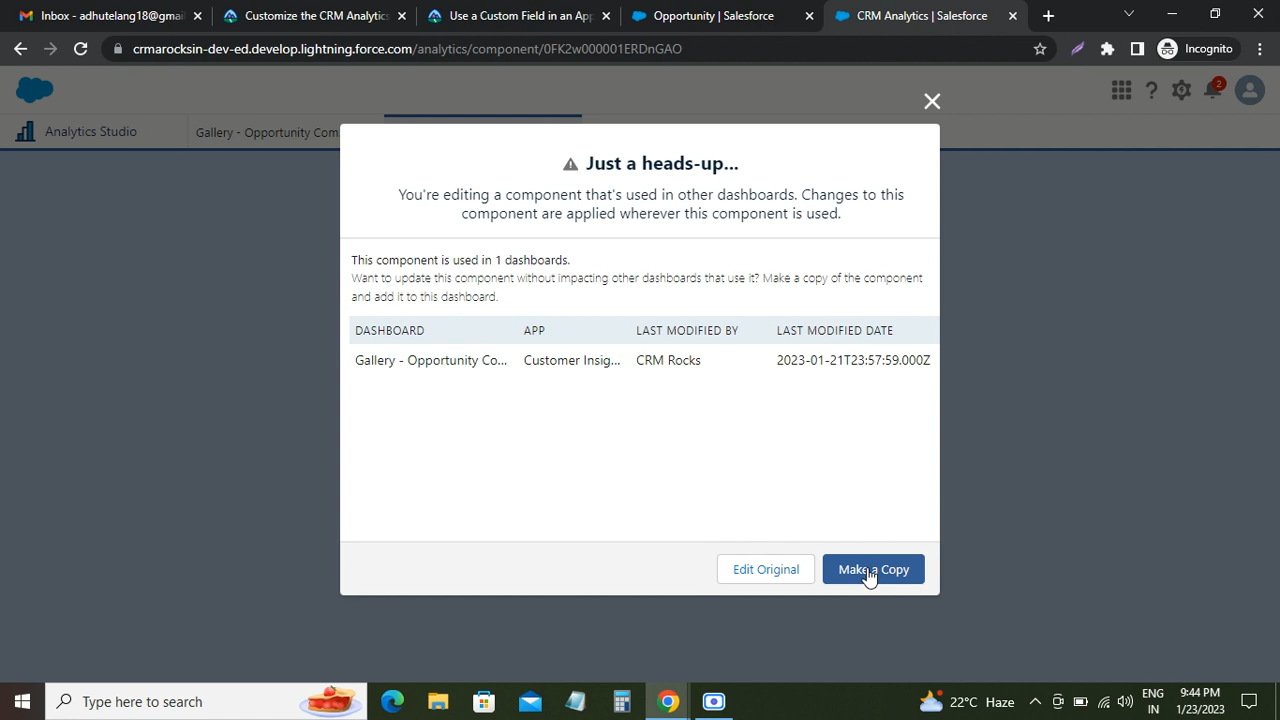 Inbox - adhutelang18@gmai
Customize the CRM Analytics
Use a Custom Field in an App
Opportunity | Salesforce
CRM Analytics | Salesforce
crmarocksin-dev-ed.develop.lightning.force.com/analytics/component/0FK2w000001ERDnGAO
Incognito
2
Analytics Studio
Gallery - Opportunity Com
Just a heads-up...
You're editing a component that's used in other dashboards. Changes to this
component are applied wherever this component is used.
This component is used in 1 dashboards.
Want to update this component without impacting other dashboards that use it? Make a copy of the component
and add it to this dashboard.
DASHBOARD APP LAST MODIFIED BY LAST MODIFIED DATE
Gallery - Opportunity Co... Customer Insig... CRM Rocks 2023-01-21T23:57:59.000Z
Edit Original
Make a Copy
Type here to search
22°C Haze
ENG
IN
9:44 PM
1/23/2023